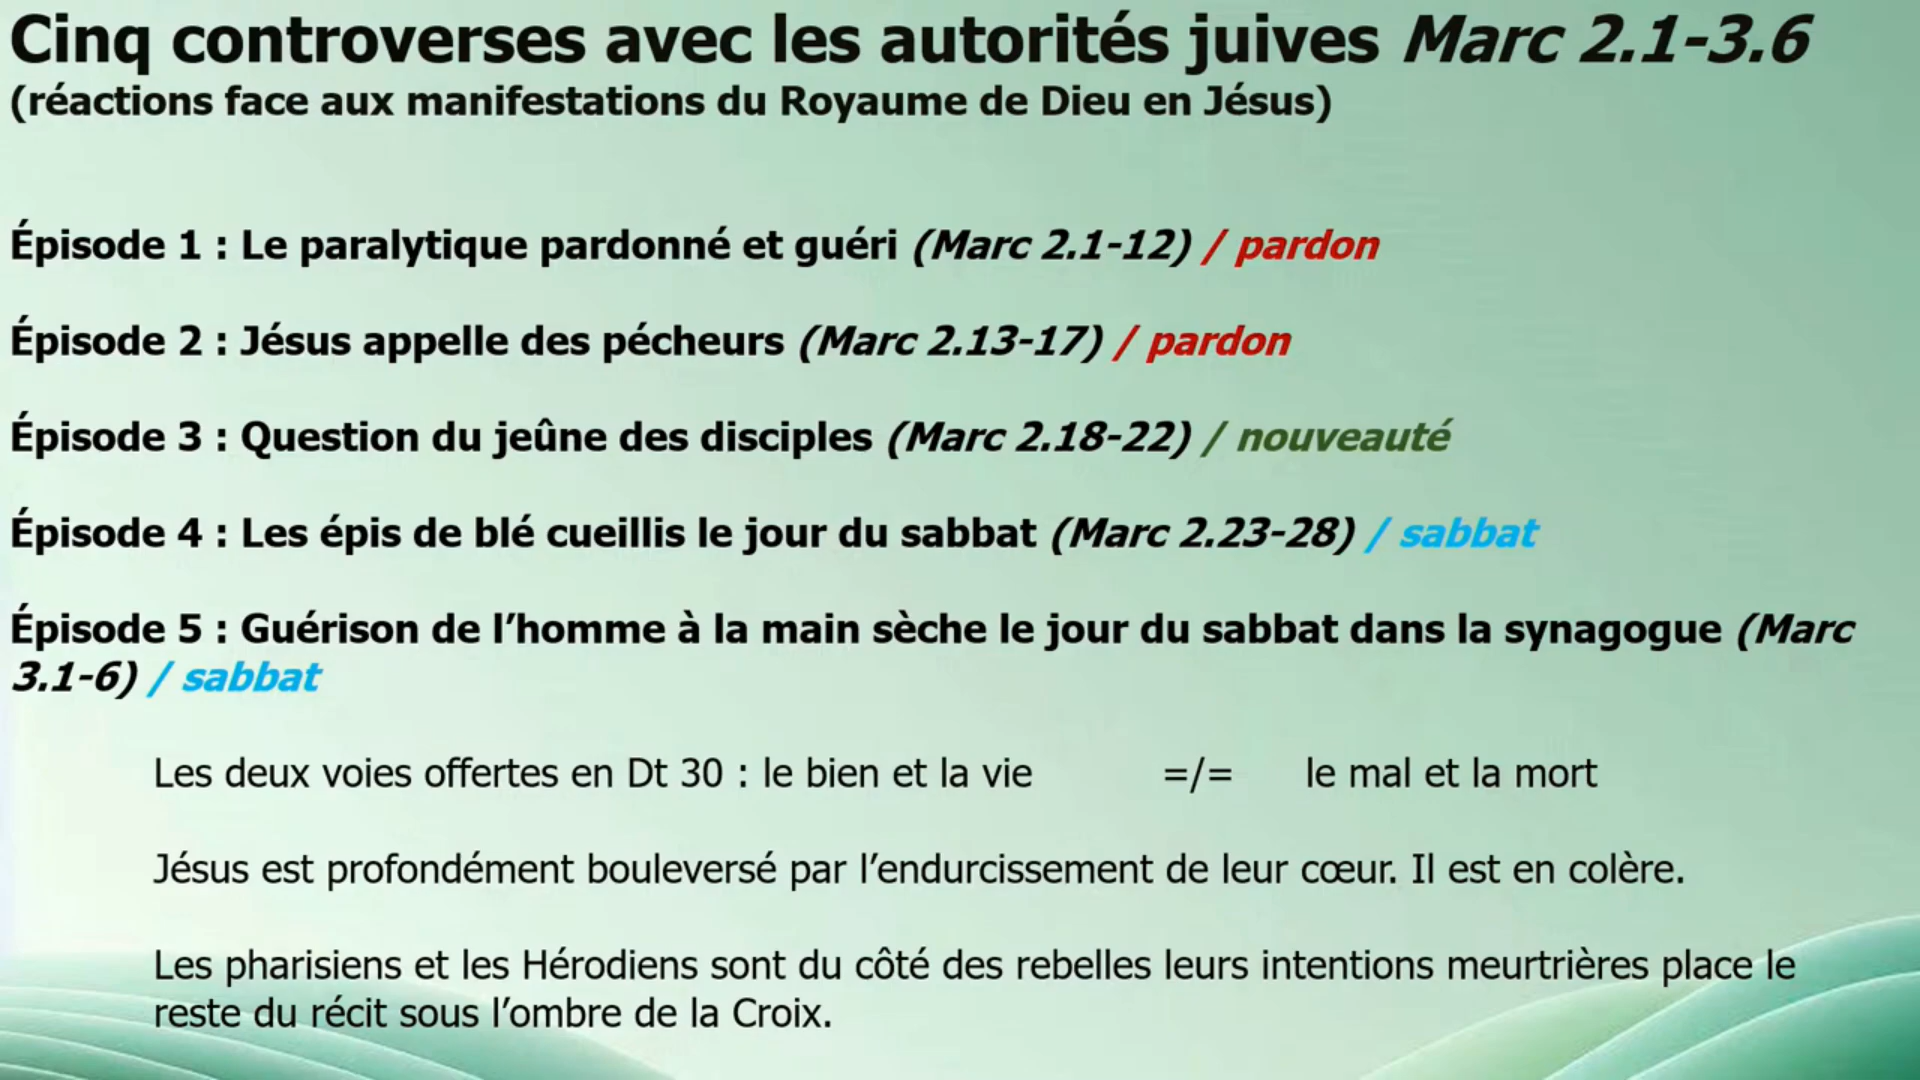 Cinq controverses avec les autorités juives Marc 2.1-3.6
(réactions face aux manifestations du Royaume de Dieu en Jésus)
Épisode 1 : Le paralytique pardonné et guéri (Marc 2.1-12) / pardon
Épisode 2 : Jésus appelle des pécheurs (Marc 2.13-17) / pardon
Épisode 3 : Question du jeûne des disciples (Marc 2.18-22) / nouveauté
Épisode 4 : Les épis de blé cueillis le jour du sabbat (Marc 2.23-28) / sabbat
Épisode 5 : Guérison de l’homme à la main sèche le jour du sabbat dans la synagogue (Marc
3.1-6) / sabbat
Les deux voies offertes en Dt 30 : le bien et la vie =/= le mal et la mort
Jésus est profondément bouleversé par l’endurcissement de leur cœur. Il est en colère.
Les pharisiens et les Hérodiens sont du côté des rebelles leurs intentions meurtrières place le
reste du récit sous l’ombre de la Croix.